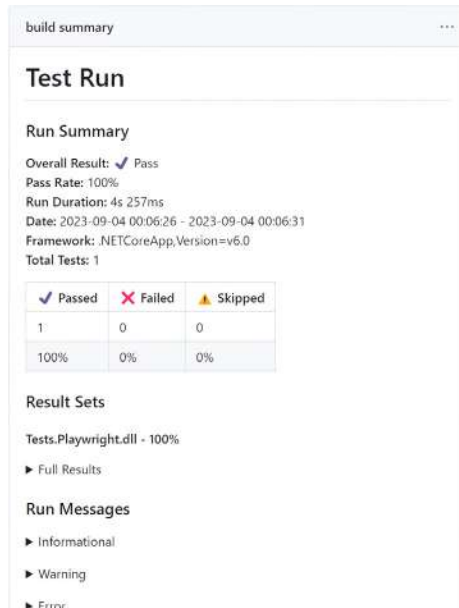 build summary
...
Test Run
Run Summary
Overall Result: ✔ Pass
Pass Rate: 100%
Run Duration: 4s 257ms
Date: 2023-09-04 00:06:26 - 2023-09-04 00:06:31
Framework: .NETCoreApp,Version=v6.0
Total Tests: 1
✔ Passed ❌ Failed ⚠ Skipped
1 0 0
100% 0% 0%
Result Sets
Tests.Playwright.dll - 100%
▶ Full Results
Run Messages
▶ Informational
▶ Warning
▶ Error